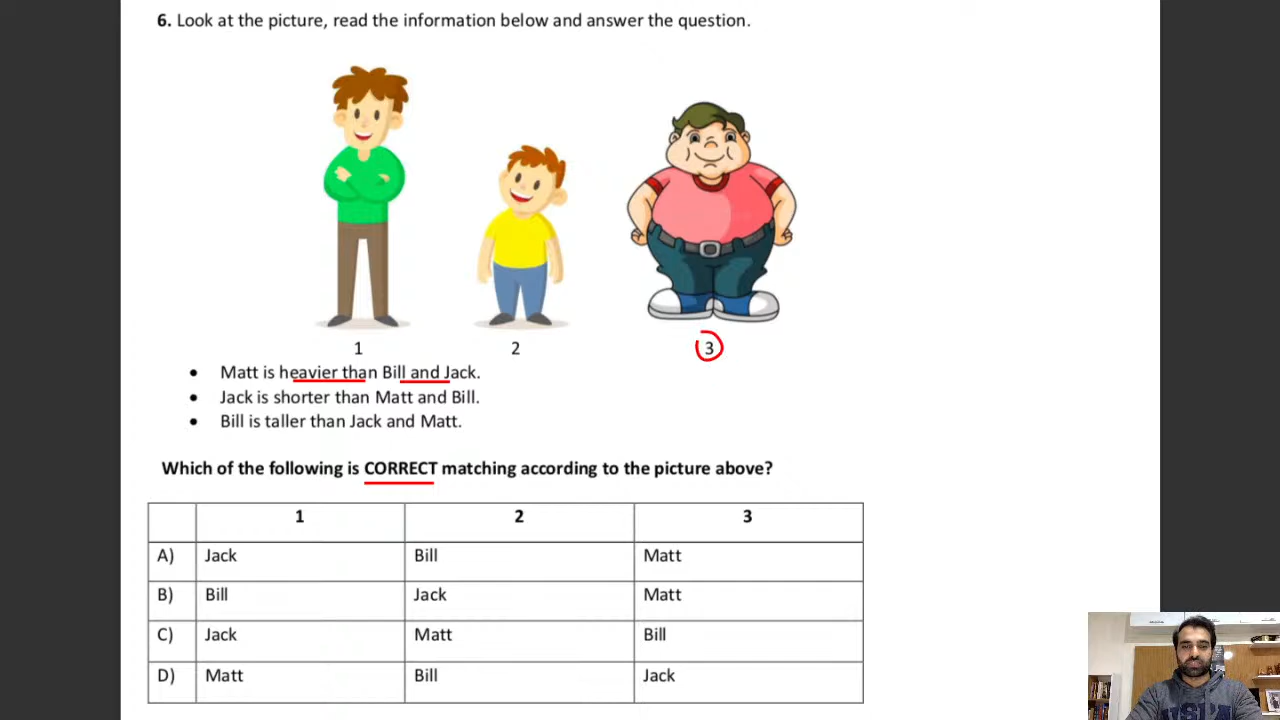 6. Look at the picture, read the information below and answer the question.
1 2 3
• Matt is heavier than Bill and Jack.
• Jack is shorter than Matt and Bill.
• Bill is taller than Jack and Matt.
Which of the following is CORRECT matching according to the picture above?
1 2 3
A) Jack Bill Matt
B) Bill Jack Matt
C) Jack Matt Bill
D) Matt Bill Jack